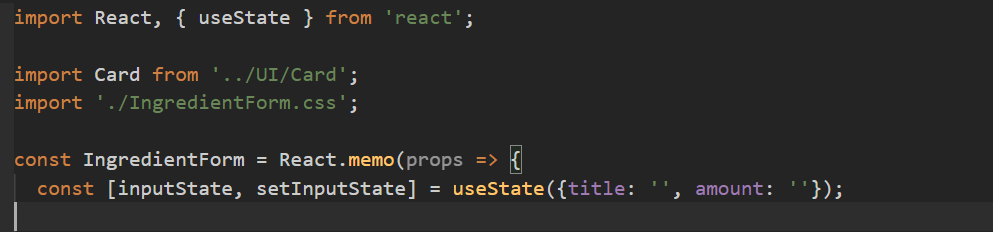 import React, { useState } from 'react';
import Card from '../UI/Card';
import './IngredientForm.css';
const IngredientForm = React.memo(props => {
const [inputState, setInputState] = useState({title: '', amount: ''});